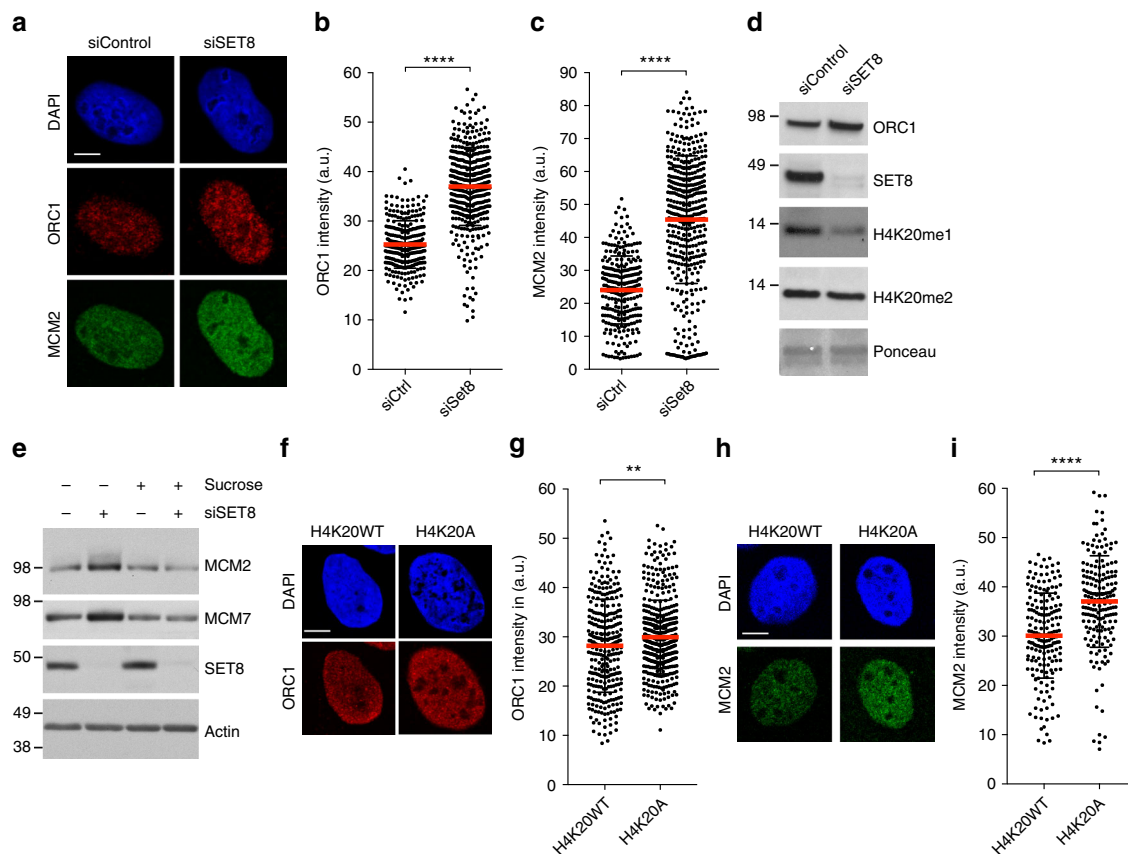 a
siControl siSET8
DAPI
ORC1
MCM2
b
****
ORC1 intensity (a.u.)
60
50
40
30
20
10
0
siCtrl
siSet8
c
****
MCM2 intensity (a.u.)
90
80
70
60
50
40
30
20
10
0
siCtrl
siSet8
d
siControl
siSET8
98 ORC1
49 SET8
14 H4K20me1
14 H4K20me2
Ponceau
e
– – + + Sucrose
– + – + siSET8
98 MCM2
98 MCM7
50 SET8
49 Actin
38
f
H4K20WT H4K20A
DAPI
ORC1
g
**
ORC1 intensity in (a.u.)
60
50
40
30
20
10
0
H4K20WT
H4K20A
h
H4K20WT H4K20A
DAPI
MCM2
i
****
MCM2 intensity (a.u.)
60
50
40
30
20
10
0
H4K20WT
H4K20A